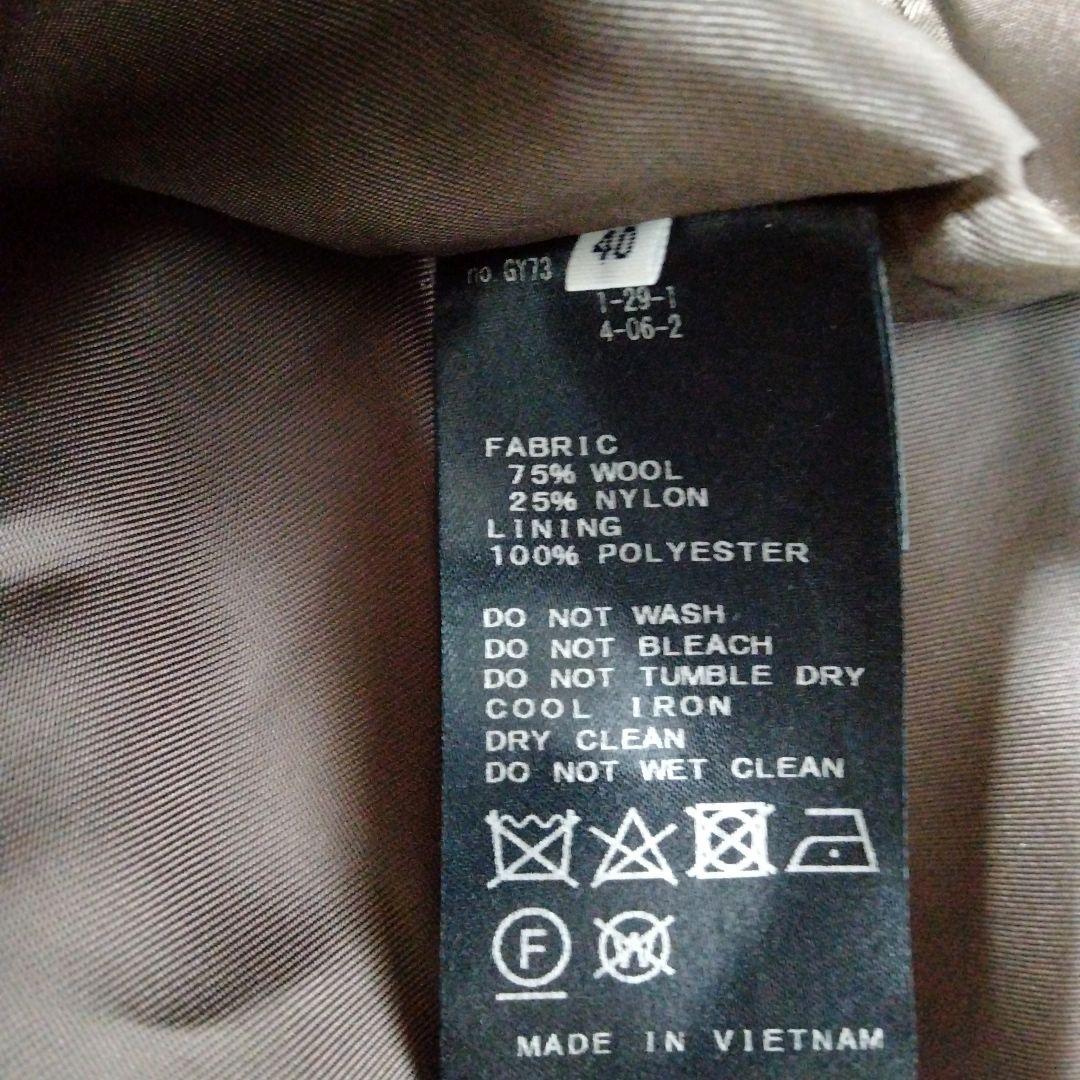 40
no. GY73
1-29-1
4-06-2
FABRIC
75% WOOL
25% NYLON
LINING
100% POLYESTER
DO NOT WASH
DO NOT BLEACH
DO NOT TUMBLE DRY
COOL IRON
DRY CLEAN
DO NOT WET CLEAN
F W
MADE IN VIETNAM